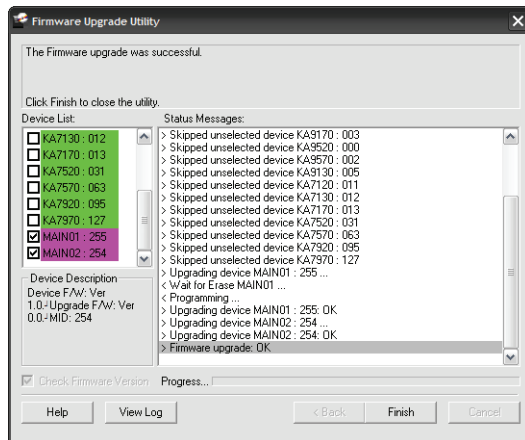 Firmware Upgrade Utility
The Firmware upgrade was successful.
Click Finish to close the utility.
Device List:
Status Messages:
KA7130 : 012
KA7170 : 013
KA7520 : 031
KA7570 : 063
KA7920 : 095
KA7970 : 127
MAIN01 : 255
MAIN02 : 254
> Skipped unselected device KA9170 : 003
> Skipped unselected device KA9520 : 000
> Skipped unselected device KA9570 : 002
> Skipped unselected device KA9130 : 005
> Skipped unselected device KA7120 : 011
> Skipped unselected device KA7130 : 012
> Skipped unselected device KA7170 : 013
> Skipped unselected device KA7520 : 031
> Skipped unselected device KA7570 : 063
> Skipped unselected device KA7920 : 095
> Skipped unselected device KA7970 : 127
> Upgrading device MAIN01 : 255 ...
< Wait for Erase MAIN01 ...
< Programming ...
> Upgrading device MAIN01 : 255: OK
> Upgrading device MAIN02 : 254 ...
> Upgrading device MAIN02 : 254: OK
> Firmware upgrade: OK
Device Description
Device F/W: Ver
1.0.- Upgrade F/W: Ver
0.0.- MID: 254
Check Firmware Version
Progress...
Help
View Log
< Back
Finish
Cancel